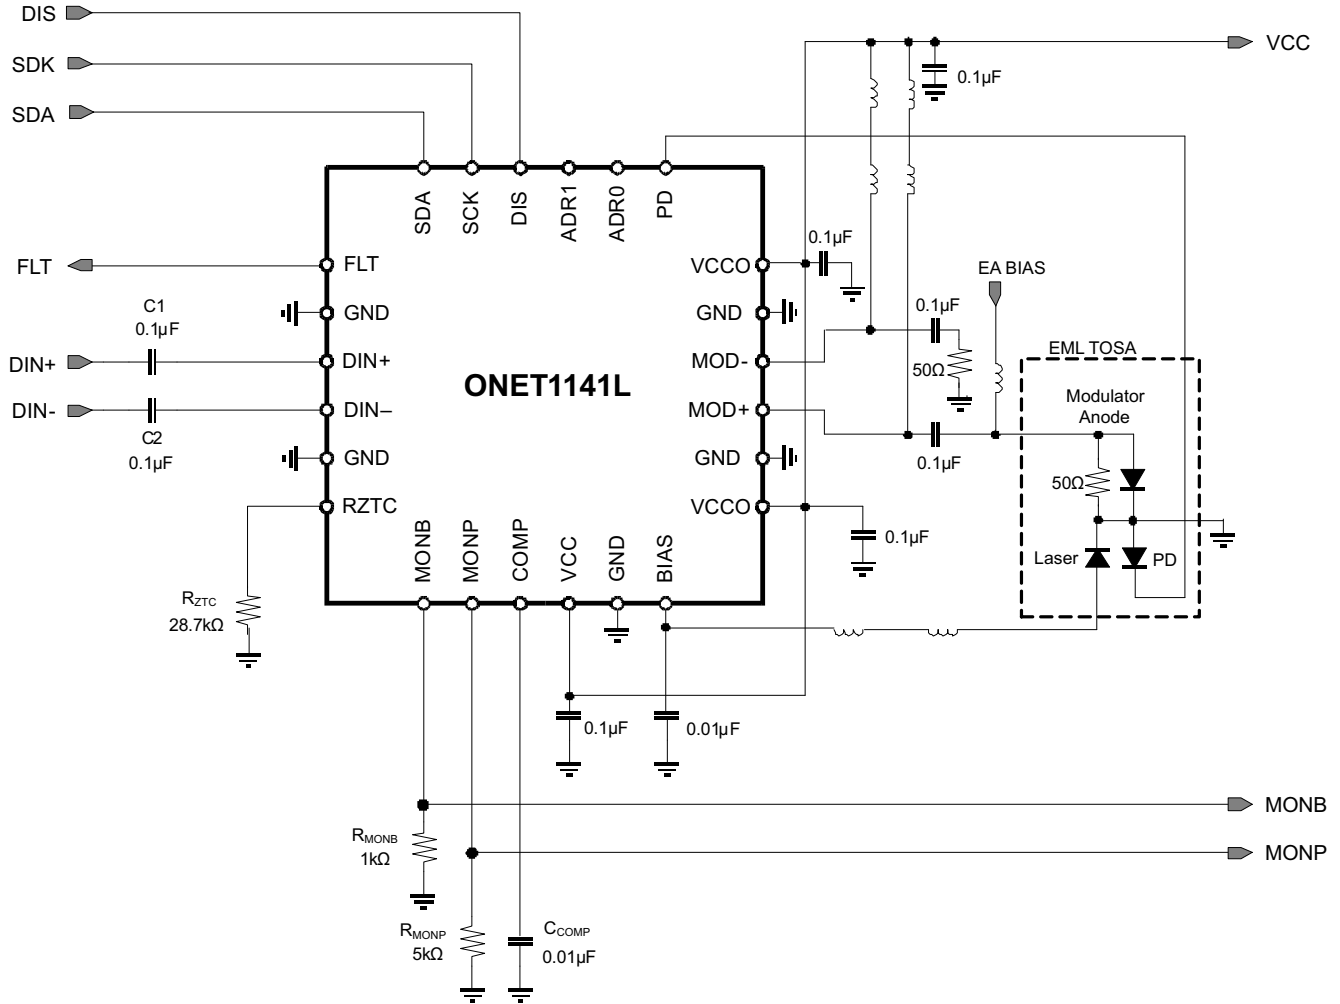 DIS
SDK
SDA
VCC
0.1µF
SDA
SCK
DIS
ADR1
ADR0
PD
0.1µF
FLT
FLT
VCCO
EA BIAS
C1
0.1µF
GND
GND
0.1µF
DIN+
DIN+
MOD-
50Ω
EML TOSA
ONET1141L
Modulator
Anode
DIN-
DIN–
MOD+
C2
0.1µF
GND
GND
0.1µF
50Ω
RZTC
VCCO
0.1µF
MONB
MONP
COMP
VCC
GND
BIAS
Laser
PD
RZTC
28.7kΩ
0.1µF
0.01µF
MONB
RMONB
1kΩ
MONP
RMONP
5kΩ
CCOMP
0.01µF